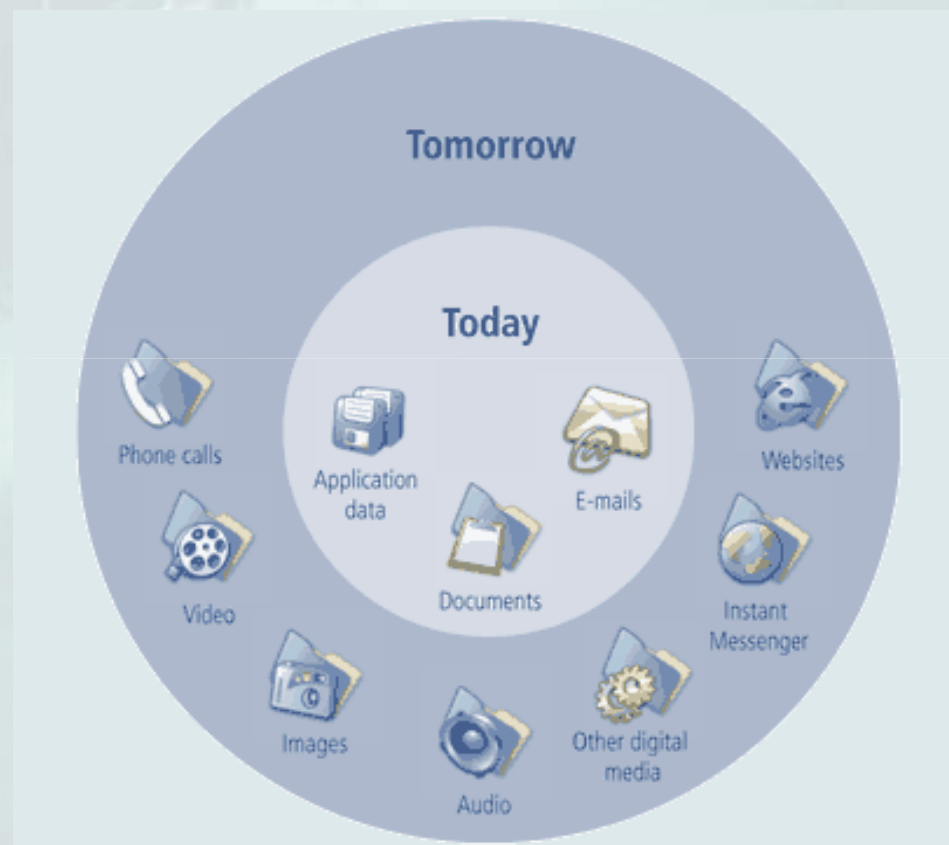 Tomorrow
Today
Phone calls
Application
data
E-mails
Websites
Documents
Video
Instant
Messenger
Images
Other digital
media
Audio